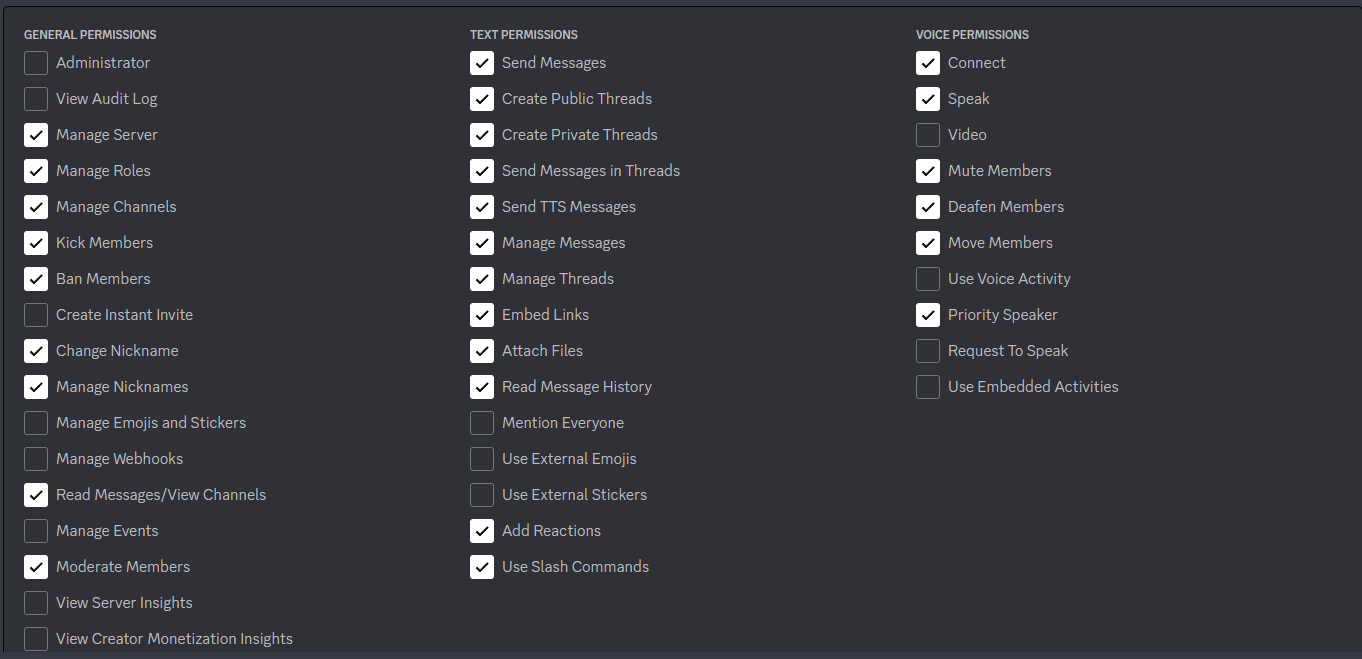 GENERAL PERMISSIONS
Administrator
View Audit Log
Manage Server
Manage Roles
Manage Channels
Kick Members
Ban Members
Create Instant Invite
Change Nickname
Manage Nicknames
Manage Emojis and Stickers
Manage Webhooks
Read Messages/View Channels
Manage Events
Moderate Members
View Server Insights
View Creator Monetization Insights
TEXT PERMISSIONS
Send Messages
Create Public Threads
Create Private Threads
Send Messages in Threads
Send TTS Messages
Manage Messages
Manage Threads
Embed Links
Attach Files
Read Message History
Mention Everyone
Use External Emojis
Use External Stickers
Add Reactions
Use Slash Commands
VOICE PERMISSIONS
Connect
Speak
Video
Mute Members
Deafen Members
Move Members
Use Voice Activity
Priority Speaker
Request To Speak
Use Embedded Activities